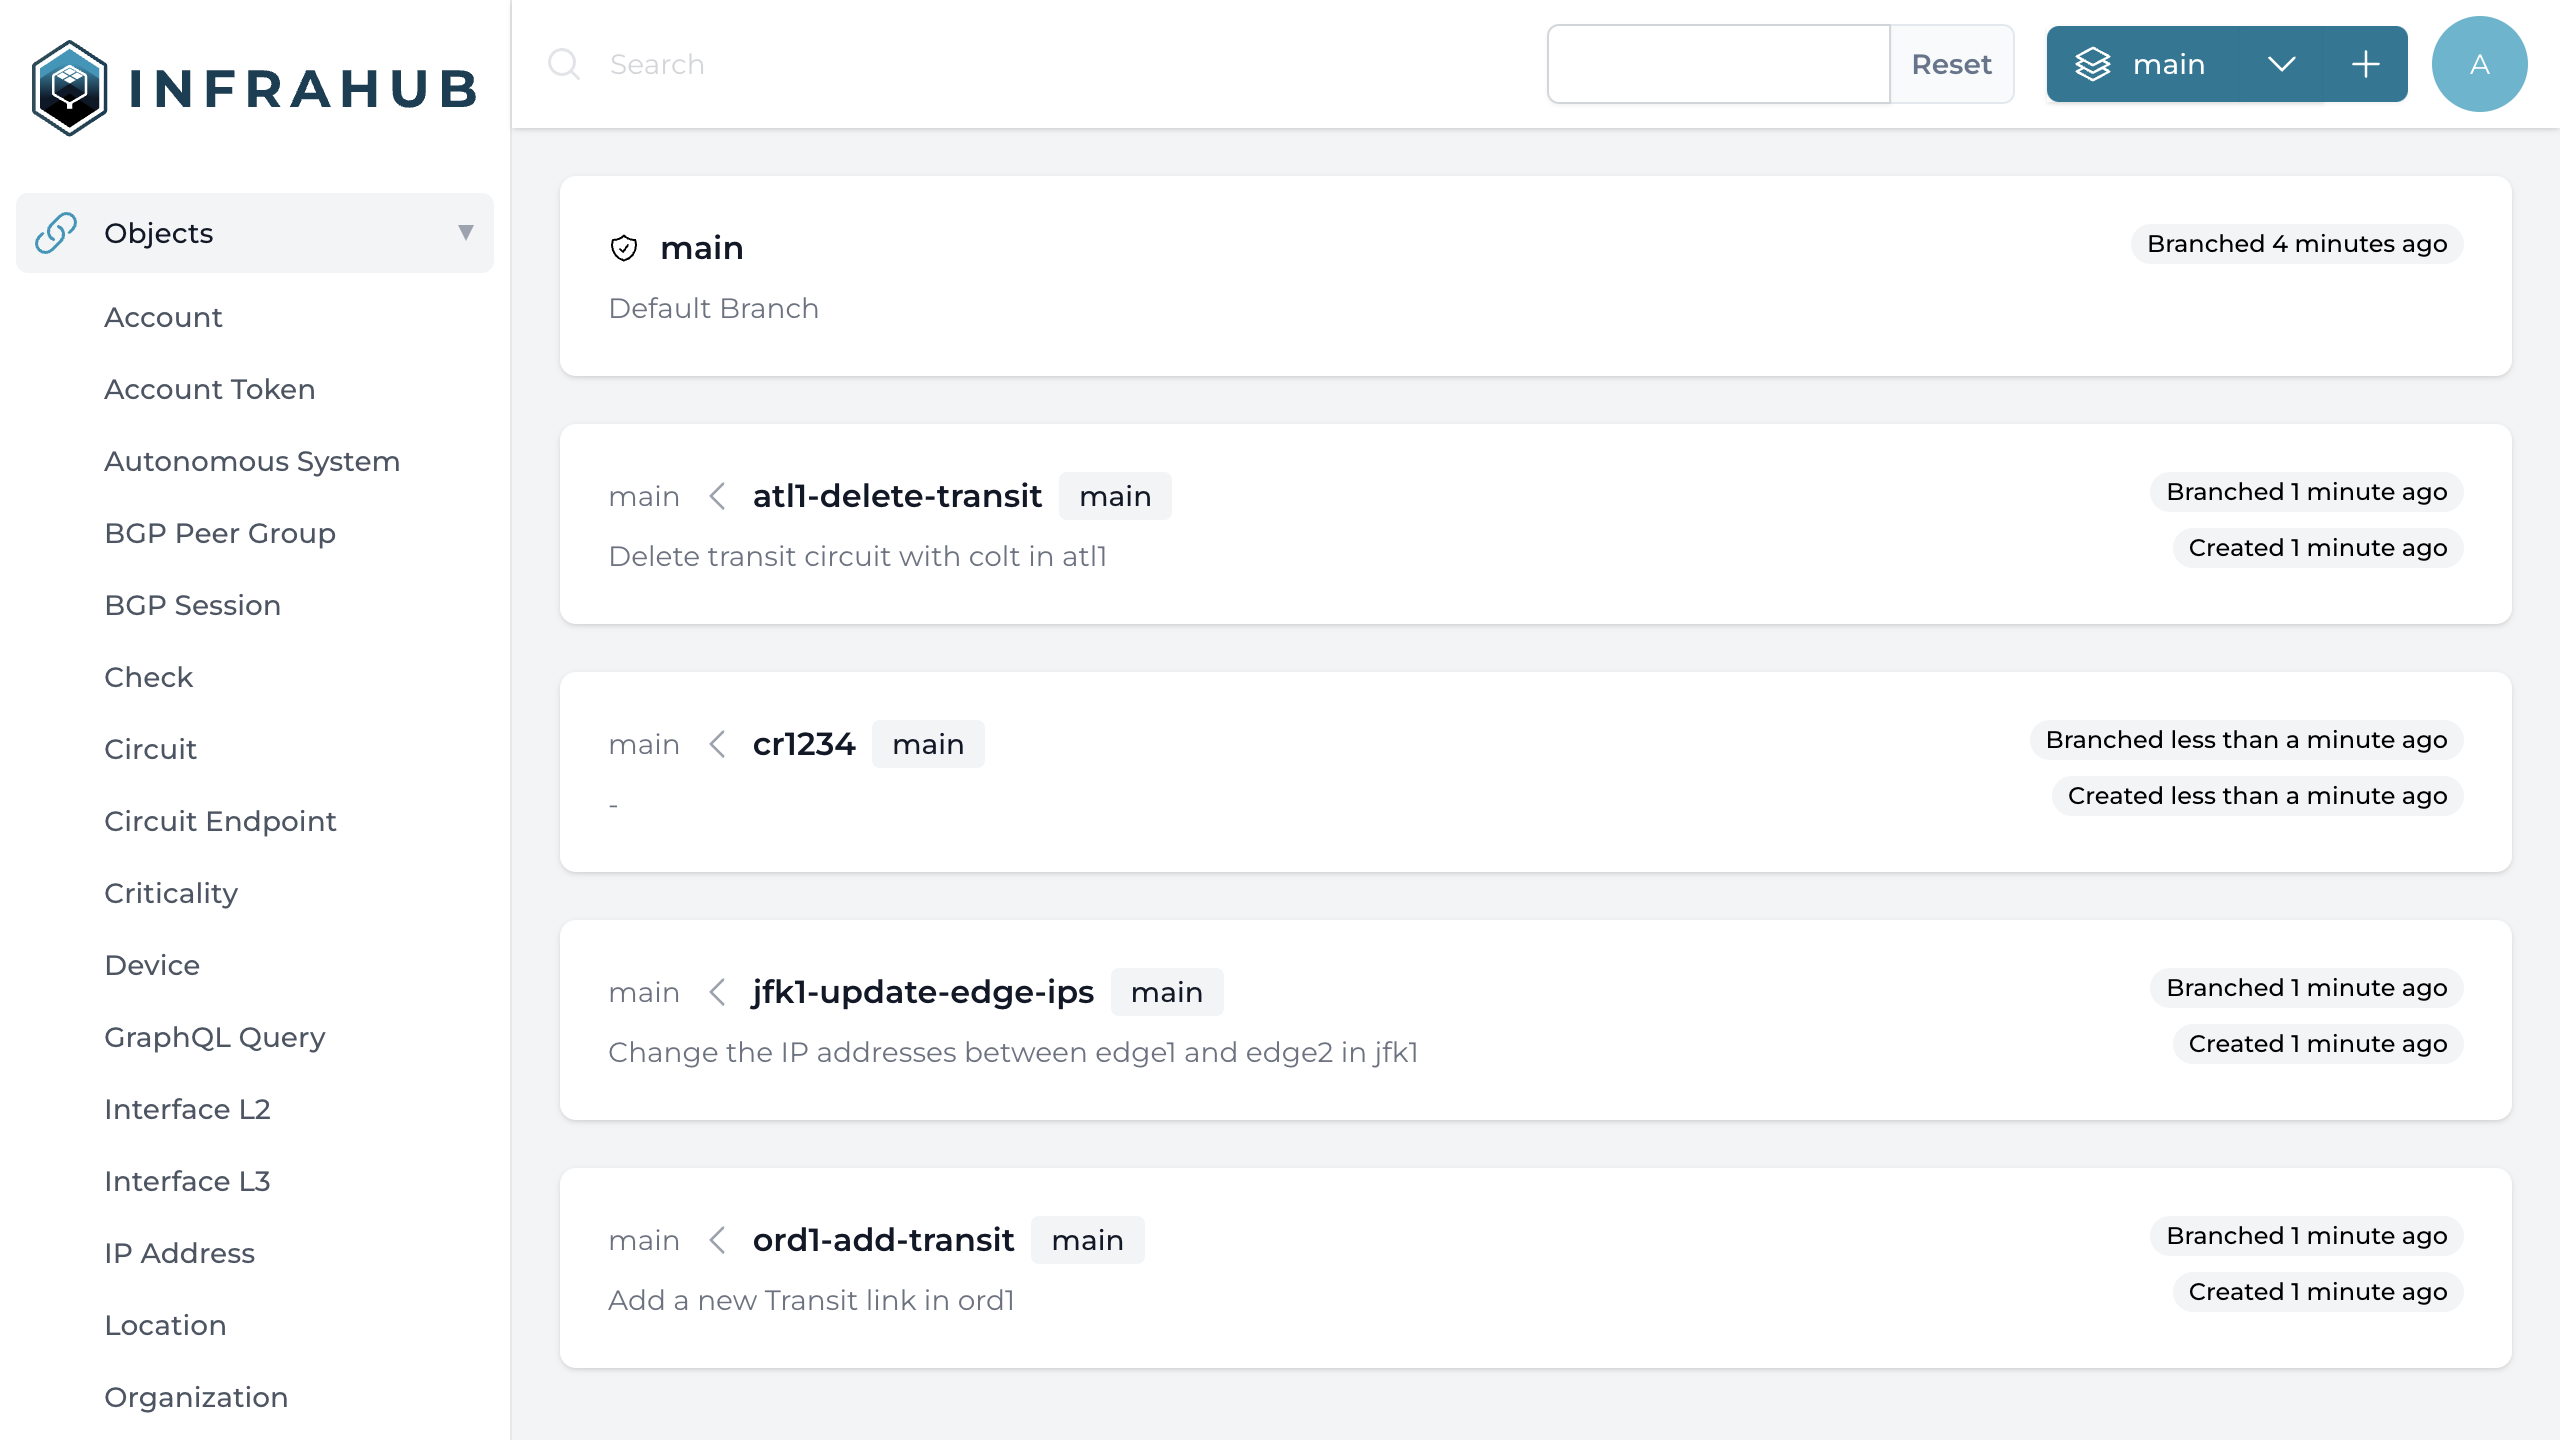 INFRAHUB
Search
Reset
main
A
Objects
Account
Account Token
Autonomous System
BGP Peer Group
BGP Session
Check
Circuit
Circuit Endpoint
Criticality
Device
GraphQL Query
Interface L2
Interface L3
IP Address
Location
Organization
main
Branched 4 minutes ago
Default Branch
main atl1-delete-transit main
Branched 1 minute ago
Created 1 minute ago
Delete transit circuit with colt in atl1
main cr1234 main
Branched less than a minute ago
Created less than a minute ago
-
main jfk1-update-edge-ips main
Branched 1 minute ago
Created 1 minute ago
Change the IP addresses between edge1 and edge2 in jfk1
main ord1-add-transit main
Branched 1 minute ago
Created 1 minute ago
Add a new Transit link in ord1